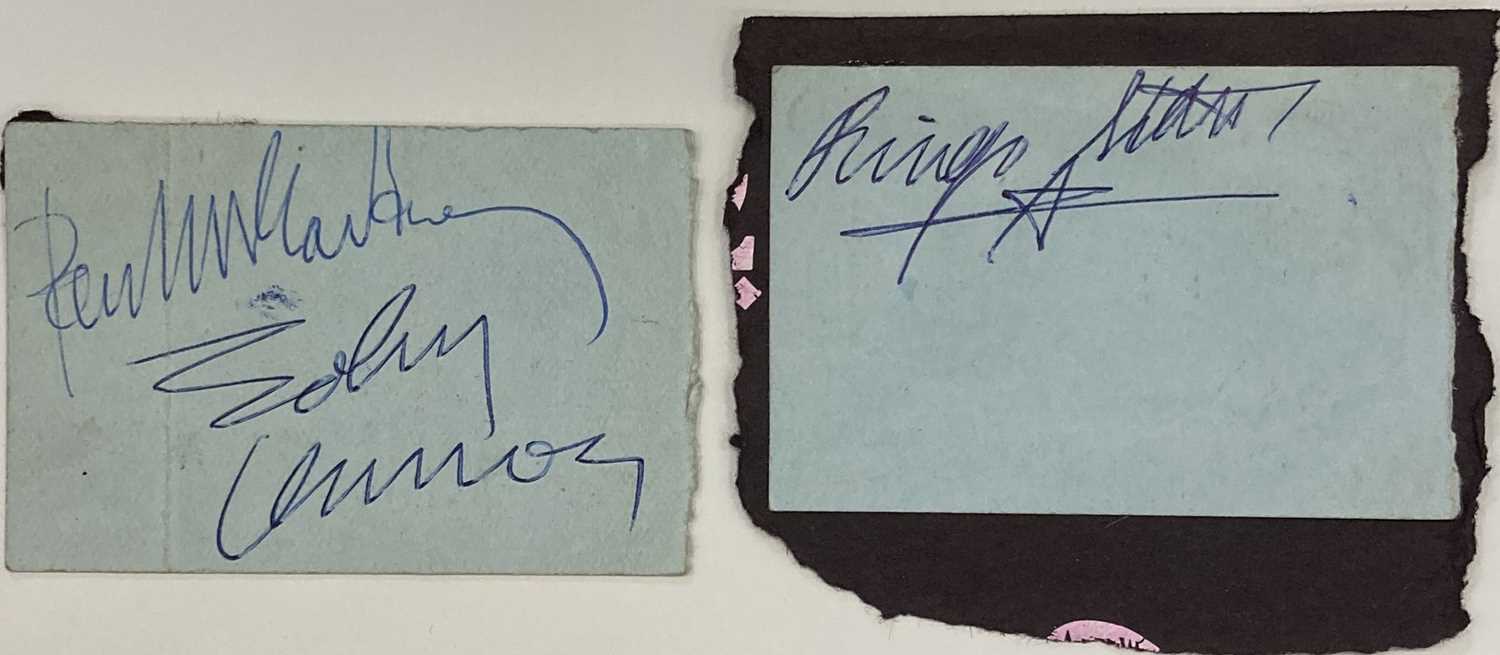 Paul McCartney
John
Lennon
Ringo Starr